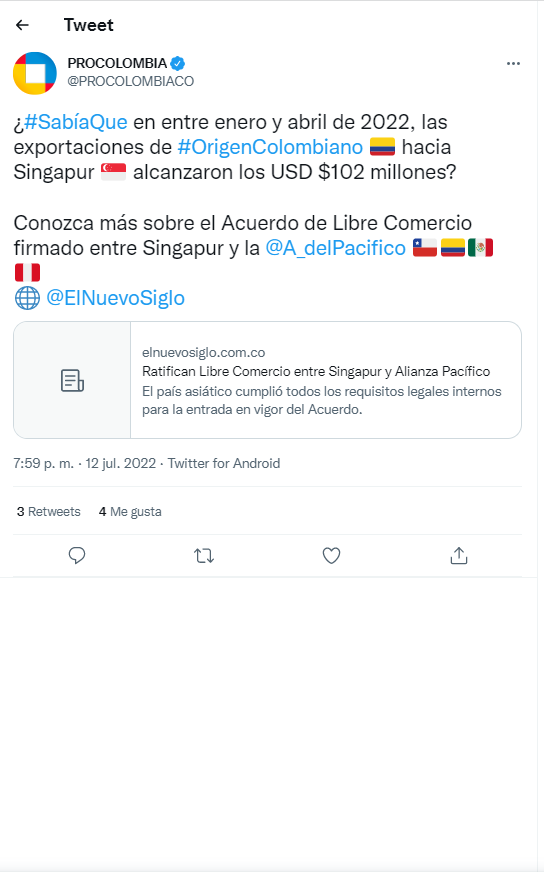 Tweet
PROCOLOMBIA
@PROCOLOMBIACO
¿#SabíaQue en entre enero y abril de 2022, las
exportaciones de #OrigenColombiano 🇨🇴 hacia
Singapur 🇸🇬 alcanzaron los USD $102 millones?
Conozca más sobre el Acuerdo de Libre Comercio
firmado entre Singapur y la @A_delPacifico 🇨🇱🇨🇴🇲🇽
🇵🇪
🌐 @ElNuevoSiglo
elnuevosiglo.com.co
Ratifican Libre Comercio entre Singapur y Alianza Pacífico
El país asiático cumplió todos los requisitos legales internos
para la entrada en vigor del Acuerdo.
7:59 p. m. · 12 jul. 2022 · Twitter for Android
3 Retweets 4 Me gusta